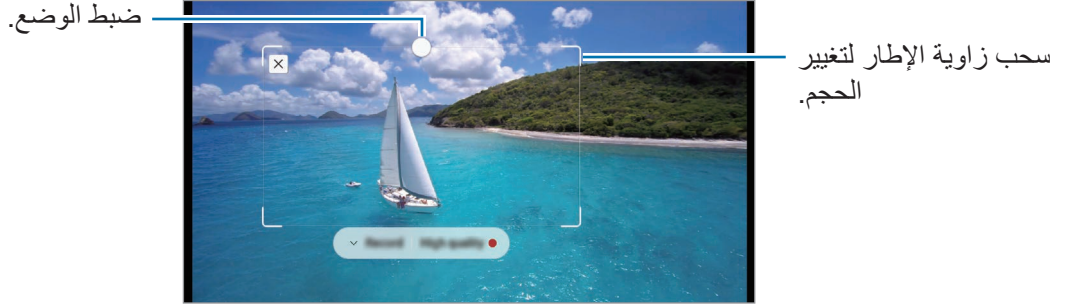 ضبط الوضع.
سحب زاوية الإطار لتغيير
الحجم.
Record High quality